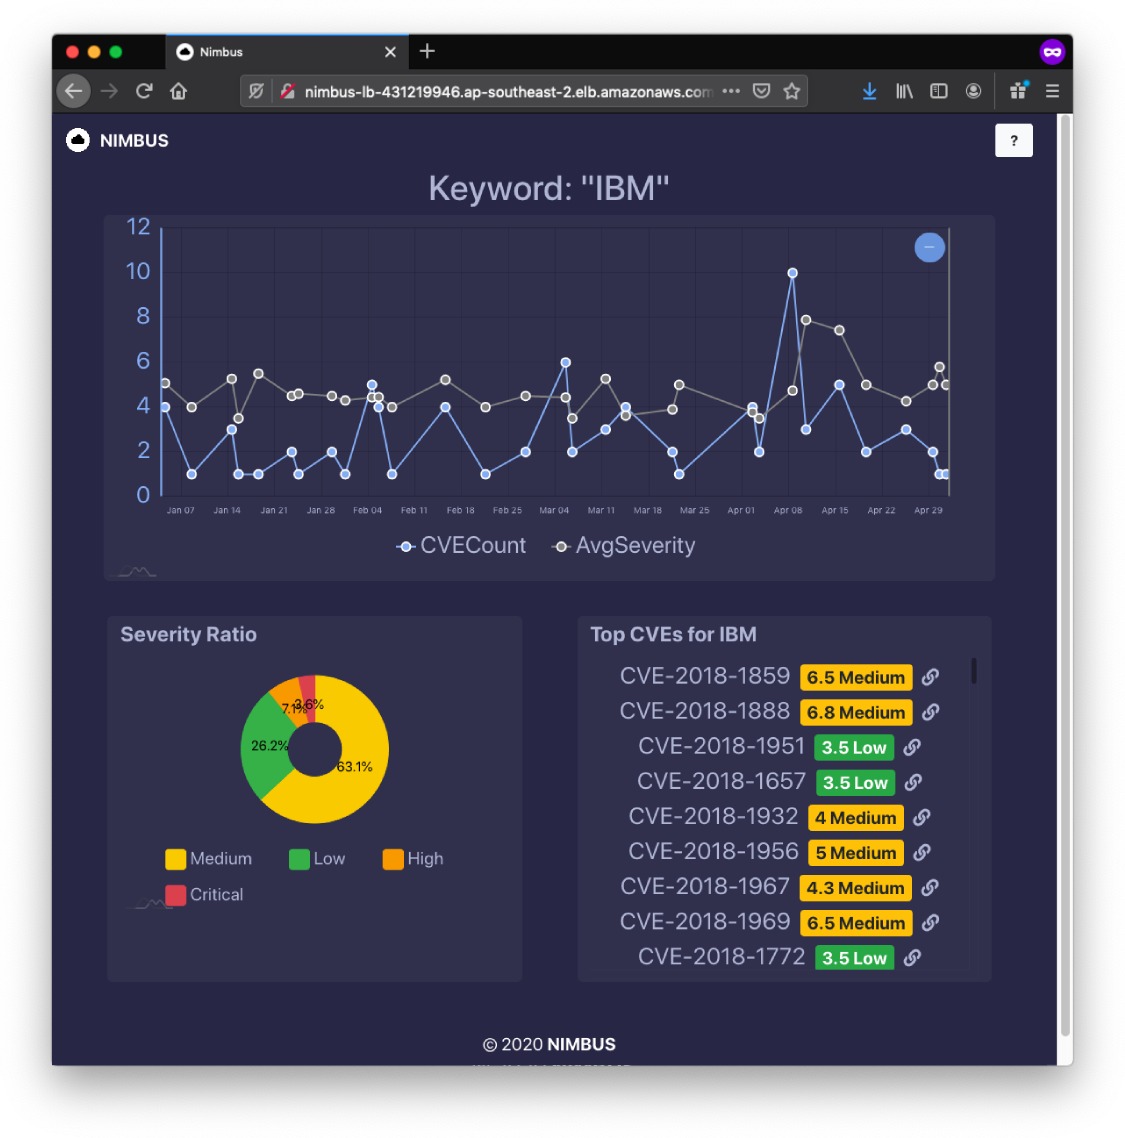 Nimbus
nimbus-lb-431219946.ap-southeast-2.elb.amazonaws.com
NIMBUS
?
Keyword: "IBM"
12
10
8
6
4
2
0
Jan 07 Jan 14 Jan 21 Jan 28 Feb 04 Feb 11 Feb 18 Feb 25 Mar 04 Mar 11 Mar 18 Mar 25 Apr 01 Apr 08 Apr 15 Apr 22 Apr 29
CVECount AvgSeverity
Severity Ratio
7.1% 3.6%
26.2%
63.1%
Medium Low High
Critical
Top CVEs for IBM
CVE-2018-1859 6.5 Medium
CVE-2018-1888 6.8 Medium
CVE-2018-1951 3.5 Low
CVE-2018-1657 3.5 Low
CVE-2018-1932 4 Medium
CVE-2018-1956 5 Medium
CVE-2018-1967 4.3 Medium
CVE-2018-1969 6.5 Medium
CVE-2018-1772 3.5 Low
© 2020 NIMBUS